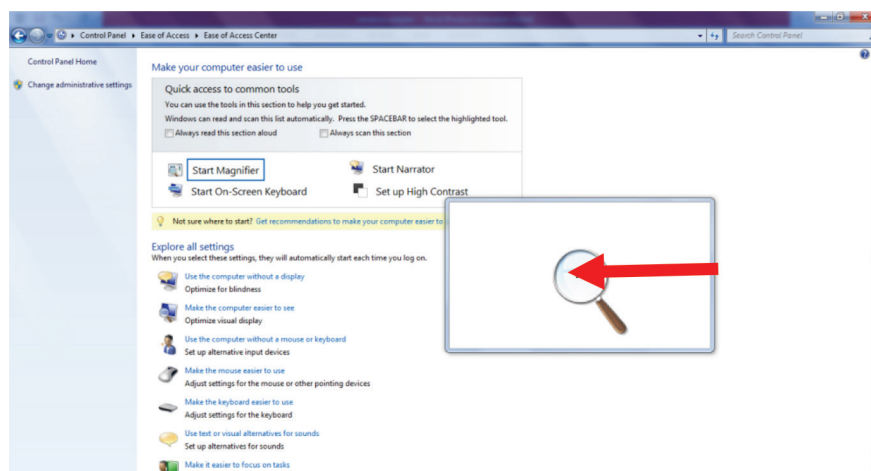 Control Panel ▸ Ease of Access ▸ Ease of Access Center
Search Control Panel
Control Panel Home
Change administrative settings
Make your computer easier to use
Quick access to common tools
You can use the tools in this section to help you get started.
Windows can read and scan this list automatically. Press the SPACEBAR to select the highlighted tool.
Always read this section aloud Always scan this section
Start Magnifier Start Narrator
Start On-Screen Keyboard Set up High Contrast
Not sure where to start? Get recommendations to make your computer easier to
Explore all settings
When you select these settings, they will automatically start each time you log on.
Use the computer without a display
Optimize for blindness
Make the computer easier to see
Optimize visual display
Use the computer without a mouse or keyboard
Set up alternative input devices
Make the mouse easier to use
Adjust settings for the mouse or other pointing devices
Make the keyboard easier to use
Adjust settings for the keyboard
Use text or visual alternatives for sounds
Set up alternatives for sounds
Make it easier to focus on tasks